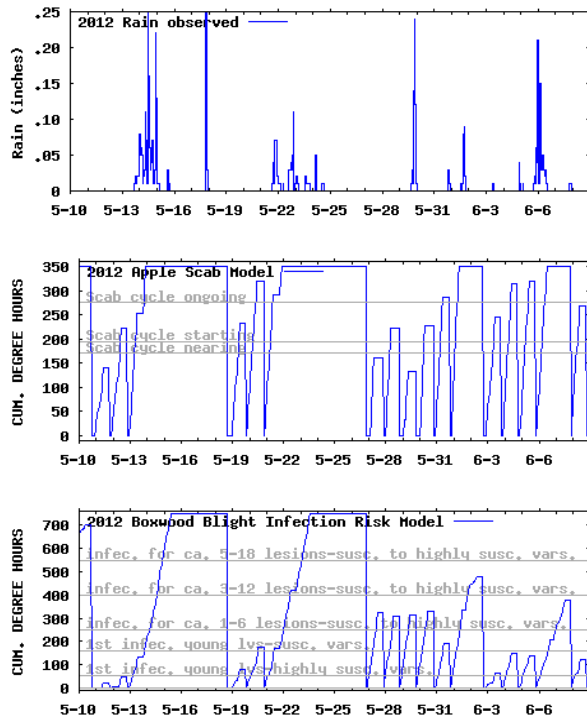 2012 Rain observed
.25
.20
.15
.10
.05
0
Rain (inches)
5-10 5-13 5-16 5-19 5-22 5-25 5-28 5-31 6-3 6-6
2012 Apple Scab Model
350
300
250
200
150
100
50
0
CUM. DEGREE HOURS
Scab cycle ongoing
Scab cycle starting
Scab cycle nearing
5-10 5-13 5-16 5-19 5-22 5-25 5-28 5-31 6-3 6-6
2012 Boxwood Blight Infection Risk Model
700
600
500
400
300
200
100
0
CUM. DEGREE HOURS
infec. for ca. 5-18 lesions-susc. to highly susc. vars.
infec. for ca. 3-12 lesions-susc. to highly susc. vars.
infec. for ca. 1-6 lesions-susc. to highly susc. vars.
1st infec. young lvs-susc. vars.
1st infec. young lvs-highly susc. vars.
5-10 5-13 5-16 5-19 5-22 5-25 5-28 5-31 6-3 6-6